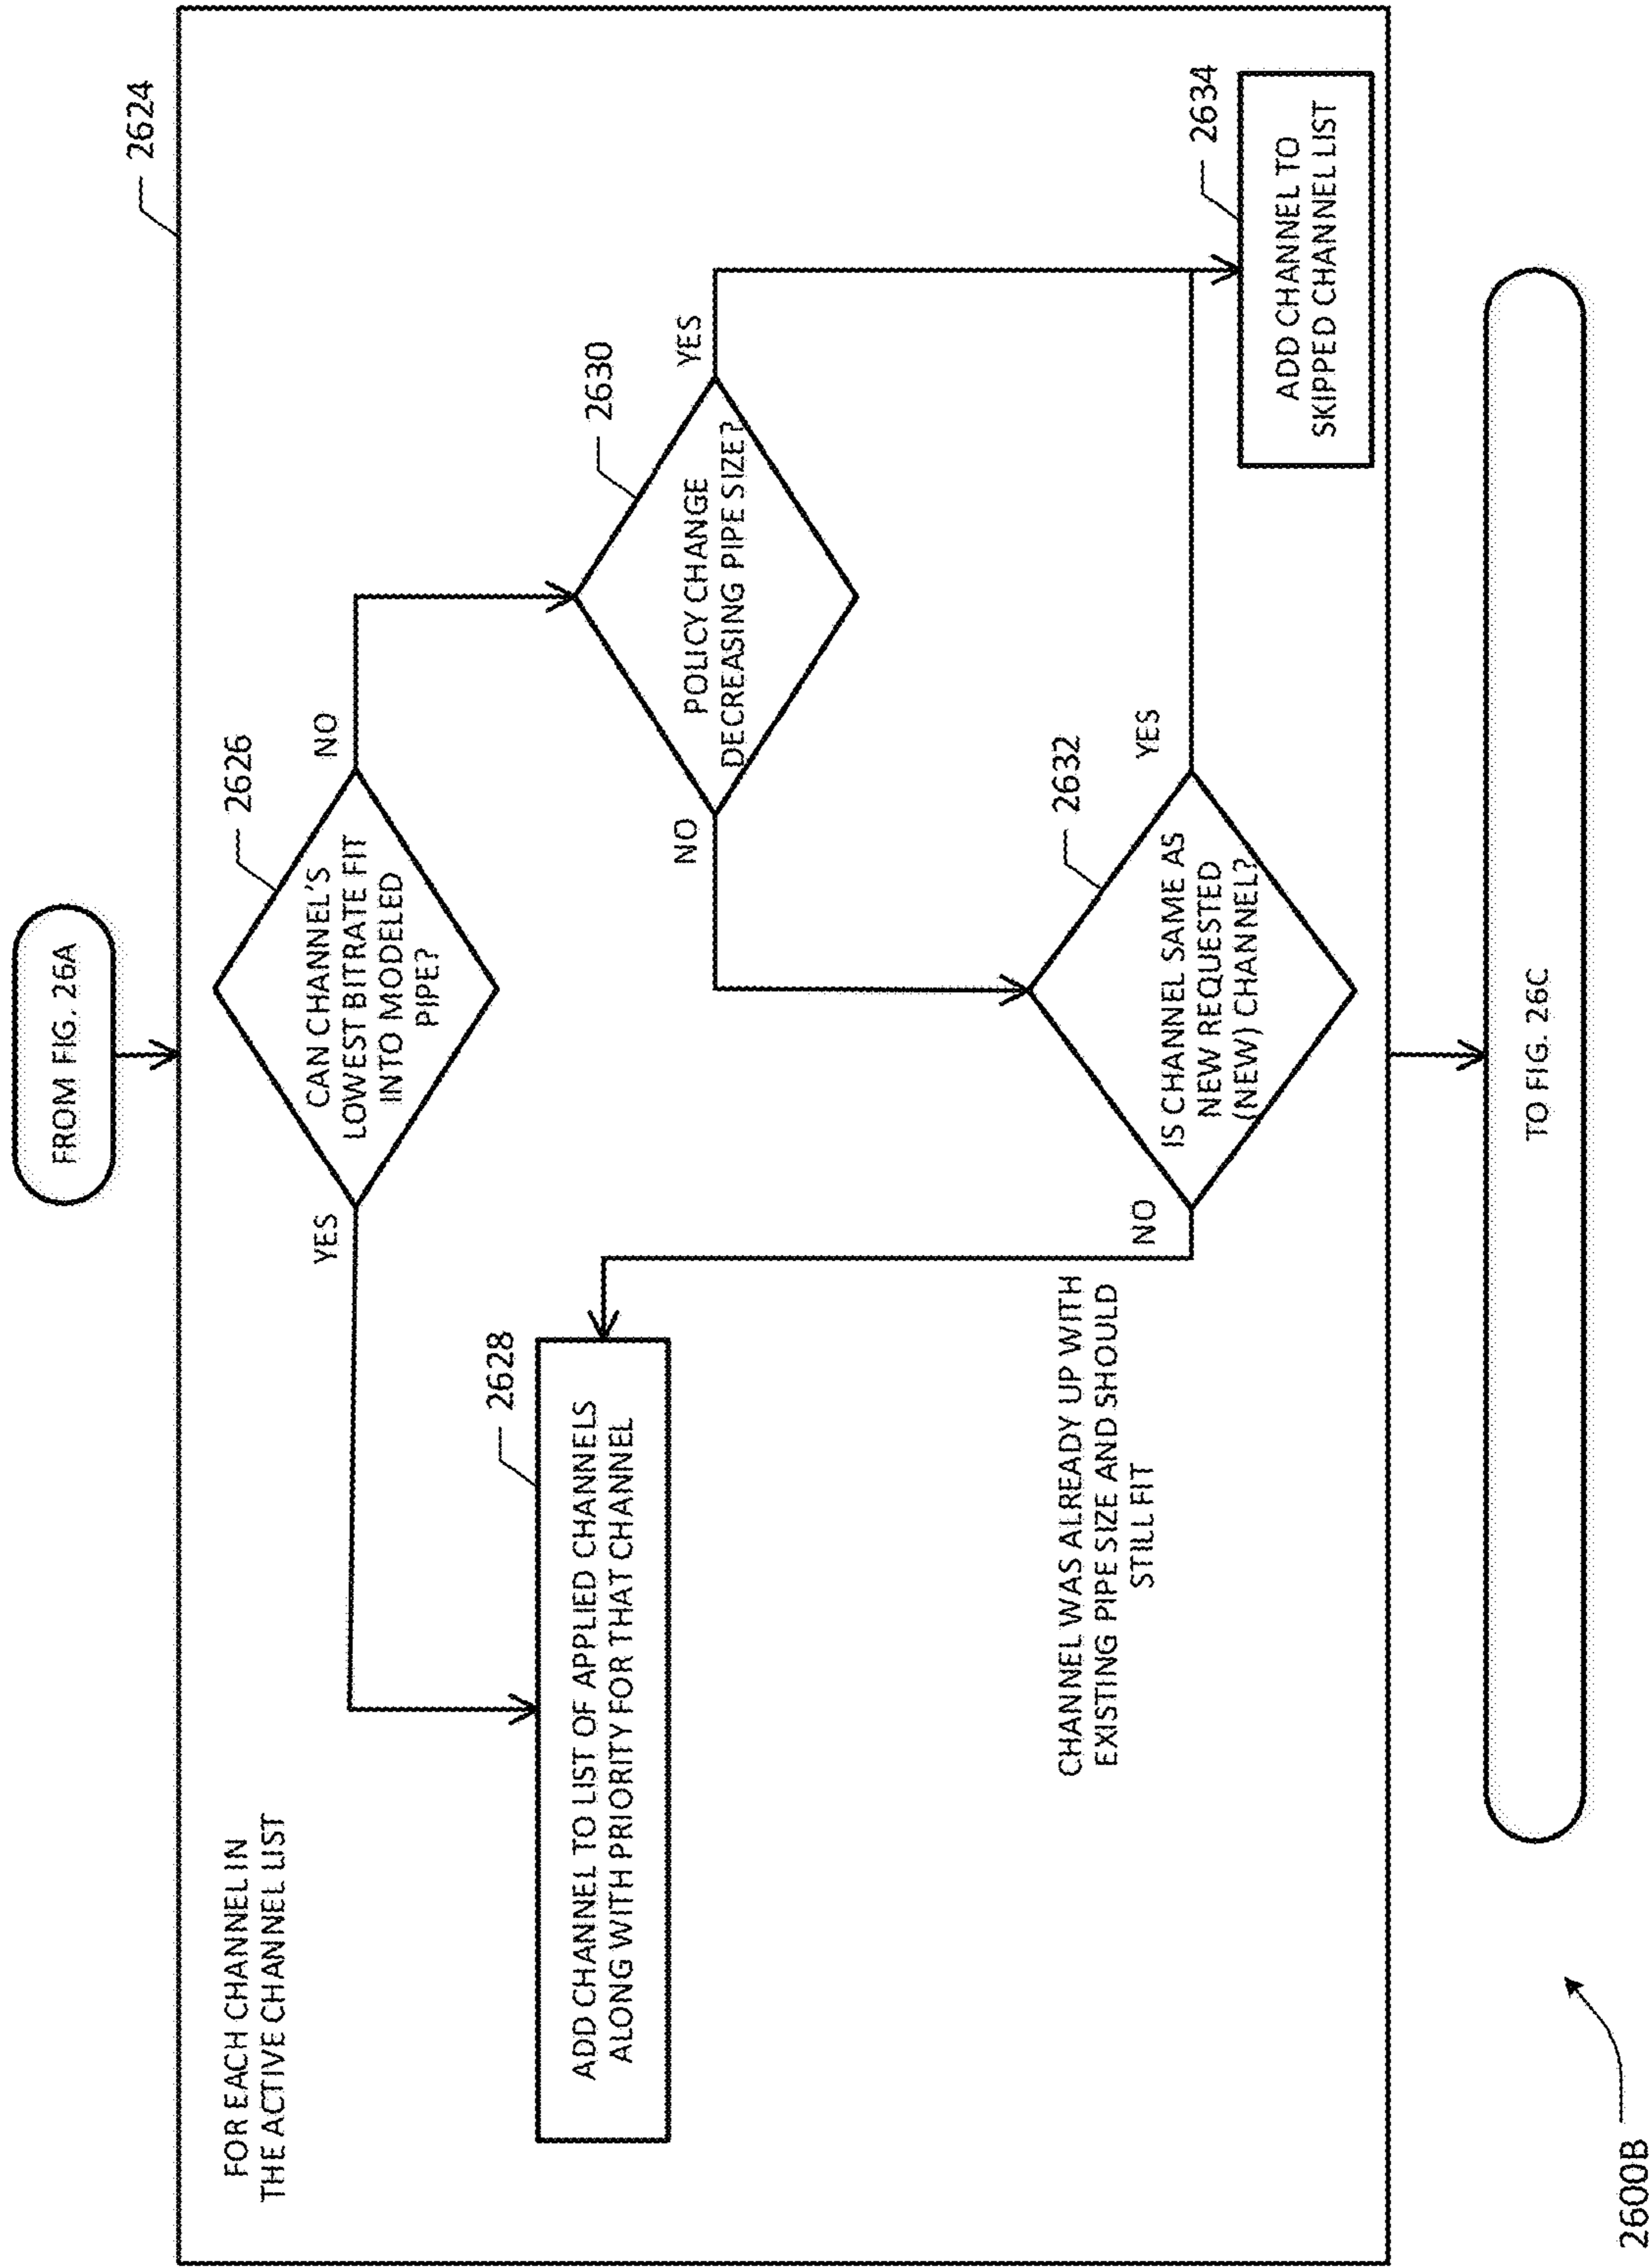 FROM FIG. 26A
2624
FOR EACH CHANNEL IN
THE ACTIVE CHANNEL LIST
2626
CAN CHANNEL'S
LOWEST BITRATE FIT
INTO MODELED
PIPE?
YES
NO
2628
ADD CHANNEL TO LIST OF APPLIED CHANNELS
ALONG WITH PRIORITY FOR THAT CHANNEL
2630
POLICY CHANGE
DECREASING PIPE SIZE?
NO
YES
2632
IS CHANNEL SAME AS
NEW REQUESTED
(NEW) CHANNEL?
NO
YES
CHANNEL WAS ALREADY UP WITH
EXISTING PIPE SIZE AND SHOULD
STILL FIT
2634
ADD CHANNEL TO
SKIPPED CHANNEL LIST
TO FIG. 26C
2600B